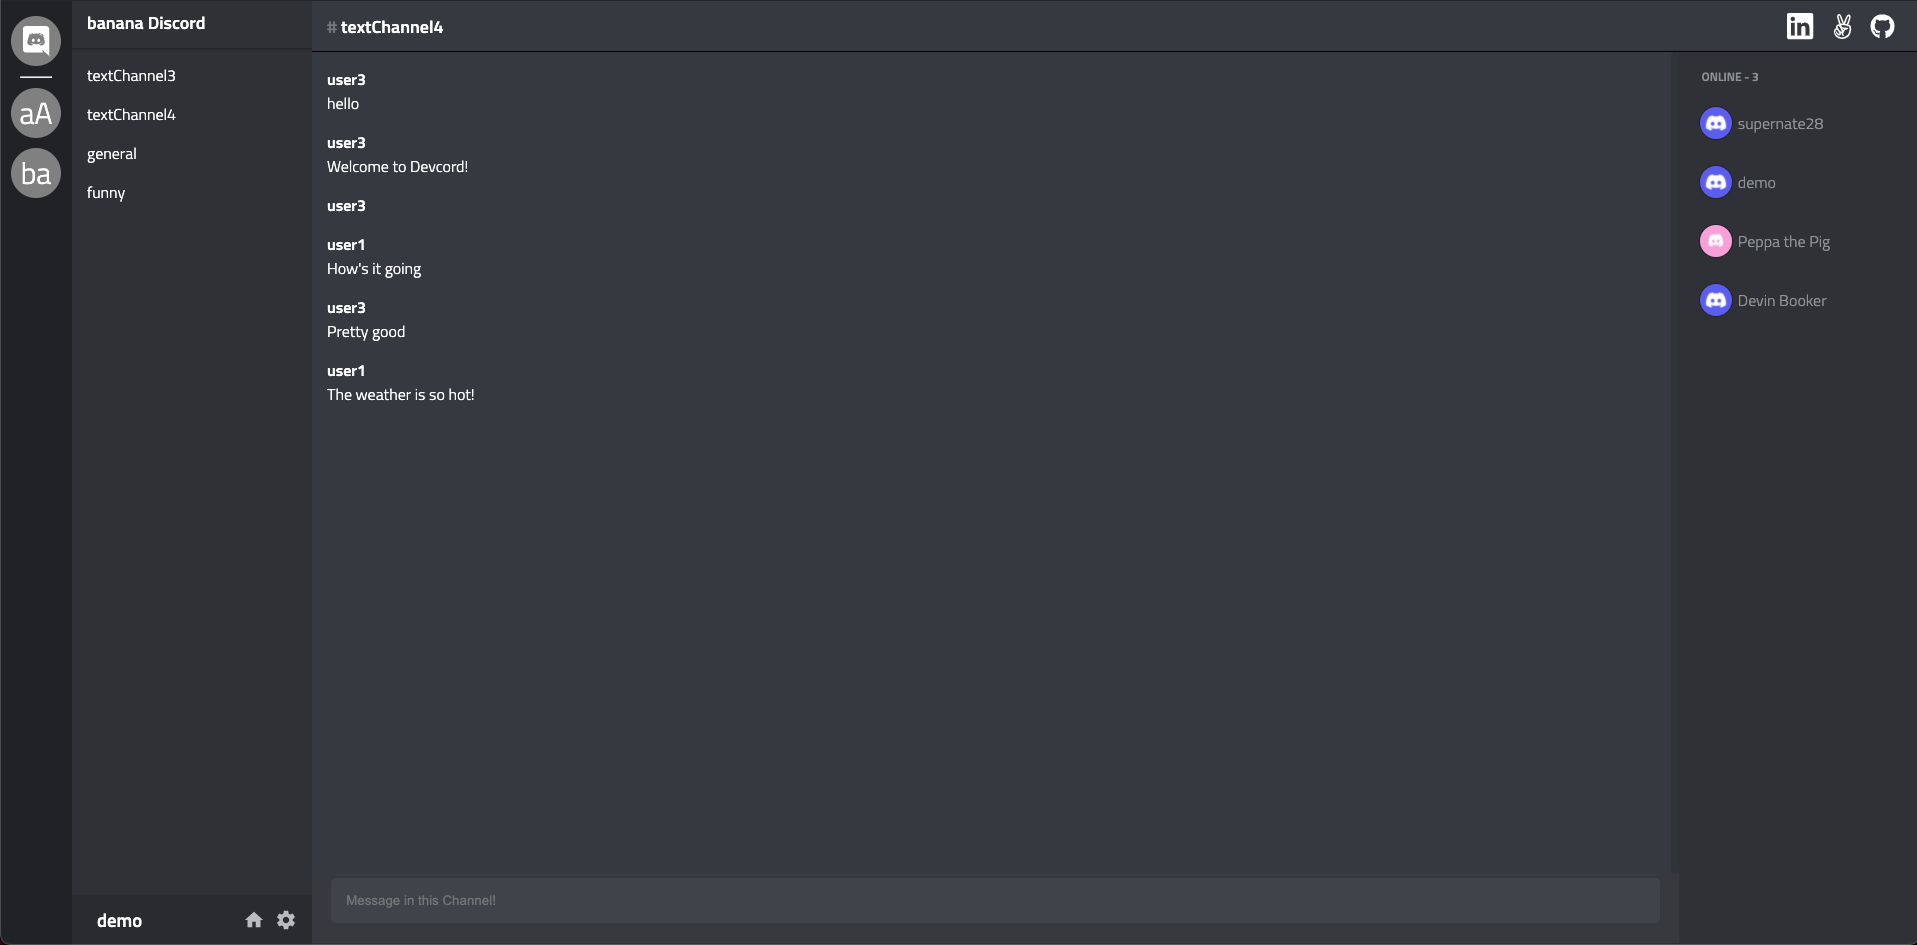 banana Discord
# textChannel4
in
aA
ba
textChannel3
textChannel4
general
funny
user3
hello
user3
Welcome to Devcord!
user3
user1
How's it going
user3
Pretty good
user1
The weather is so hot!
Message in this Channel!
demo
ONLINE - 3
supernate28
demo
Peppa the Pig
Devin Booker